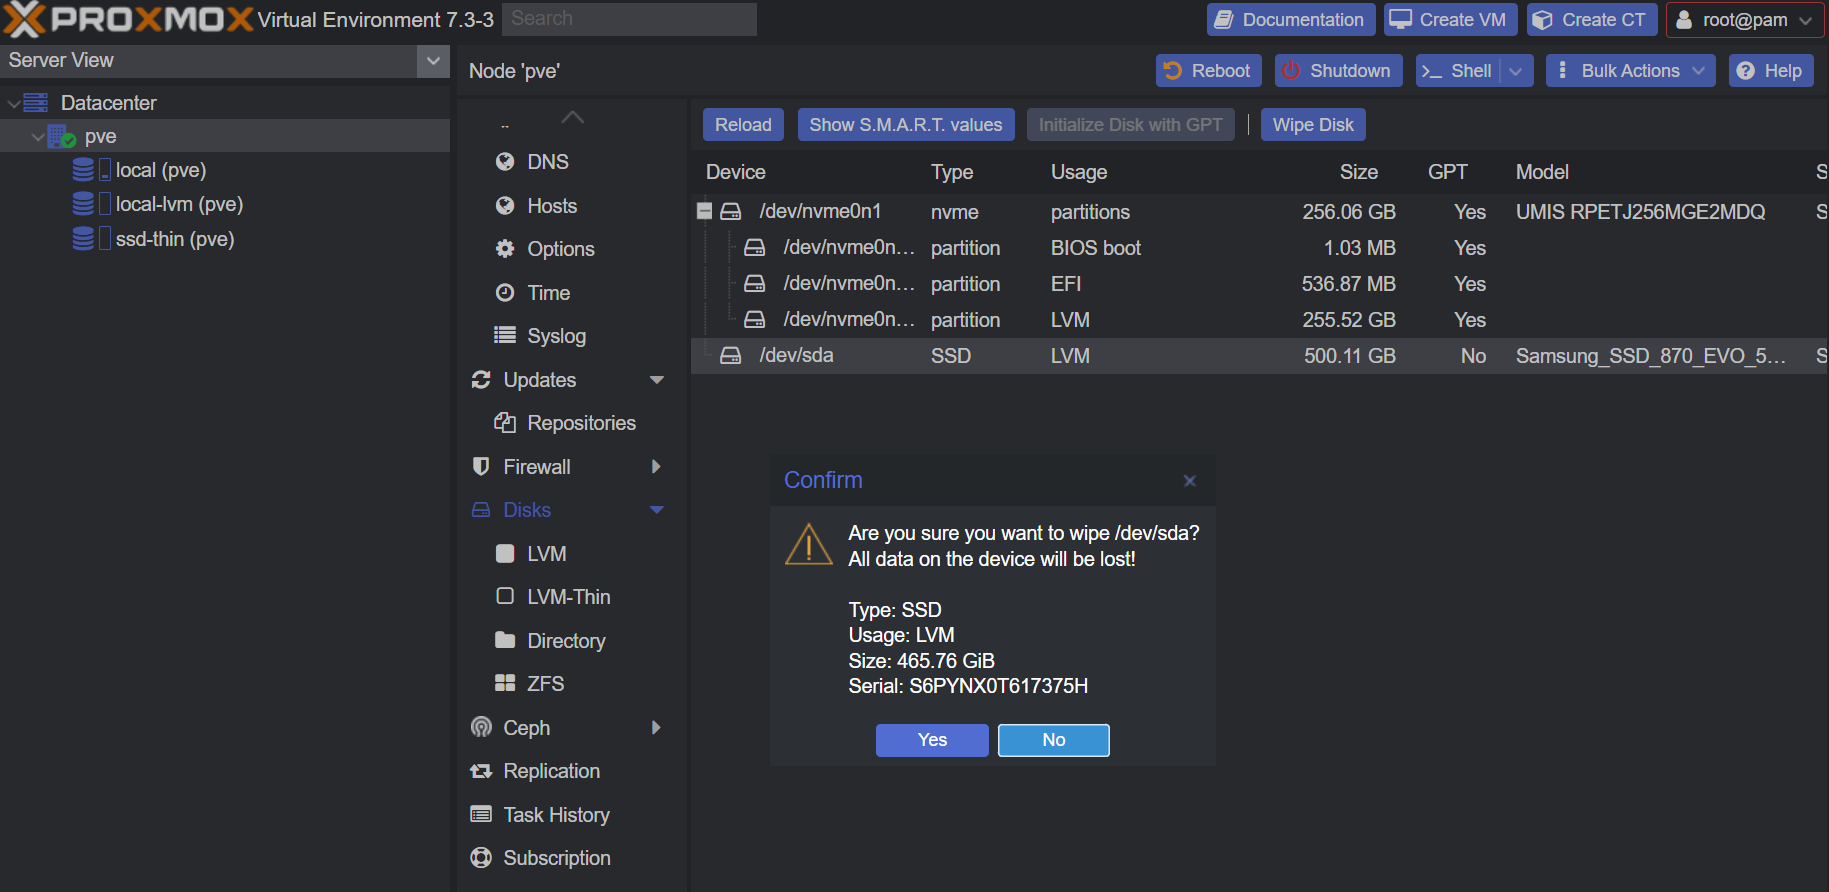 PROXMOX Virtual Environment 7.3-3 Search Documentation Create VM Create CT root@pam
Server View
Datacenter
pve
local (pve)
local-lvm (pve)
ssd-thin (pve)
Node 'pve' Reboot Shutdown Shell Bulk Actions Help
DNS
Hosts
Options
Time
Syslog
Updates
Repositories
Firewall
Disks
LVM
LVM-Thin
Directory
ZFS
Ceph
Replication
Task History
Subscription
Reload Show S.M.A.R.T. values Initialize Disk with GPT Wipe Disk
Device Type Usage Size GPT Model S
/dev/nvme0n1 nvme partitions 256.06 GB Yes UMIS RPETJ256MGE2MDQ S
/dev/nvme0n... partition BIOS boot 1.03 MB Yes
/dev/nvme0n... partition EFI 536.87 MB Yes
/dev/nvme0n... partition LVM 255.52 GB Yes
/dev/sda SSD LVM 500.11 GB No Samsung_SSD_870_EVO_5... S
Confirm
Are you sure you want to wipe /dev/sda?
All data on the device will be lost!
Type: SSD
Usage: LVM
Size: 465.76 GiB
Serial: S6PYNX0T617375H
Yes No